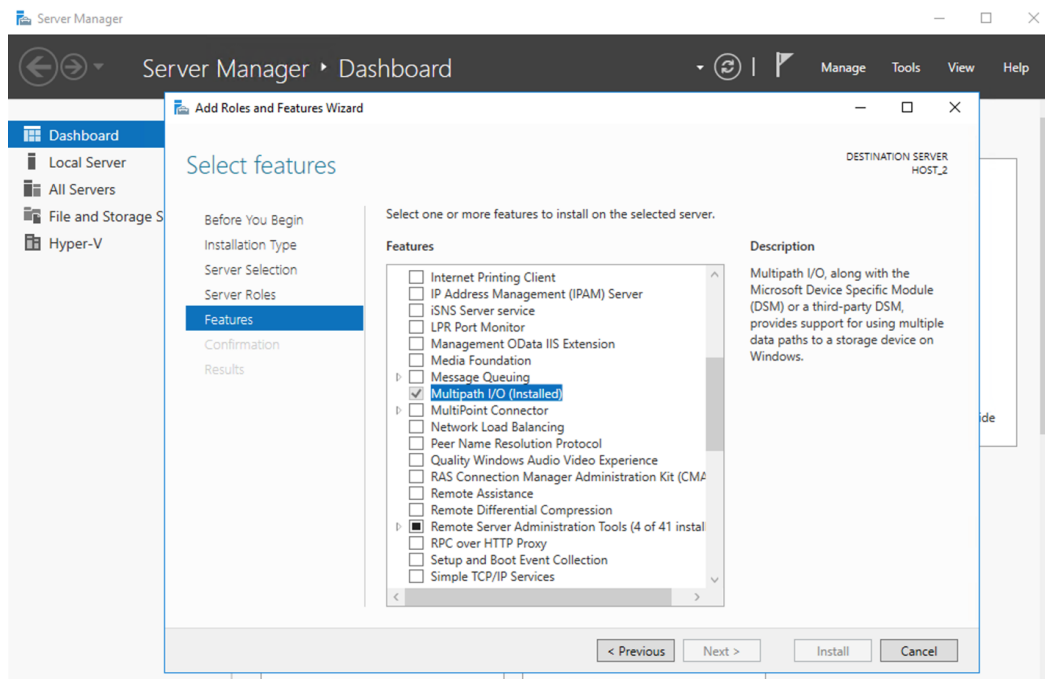 Server Manager
Server Manager ‣ Dashboard
Manage Tools View Help
Dashboard
Local Server
All Servers
File and Storage S
Hyper-V
Add Roles and Features Wizard
Select features
DESTINATION SERVER
HOST_2
Before You Begin
Installation Type
Server Selection
Server Roles
Features
Confirmation
Results
Select one or more features to install on the selected server.
Features
Internet Printing Client
IP Address Management (IPAM) Server
iSNS Server service
LPR Port Monitor
Management OData IIS Extension
Media Foundation
Message Queuing
Multipath I/O (Installed)
MultiPoint Connector
Network Load Balancing
Peer Name Resolution Protocol
Quality Windows Audio Video Experience
RAS Connection Manager Administration Kit (CMA
Remote Assistance
Remote Differential Compression
Remote Server Administration Tools (4 of 41 instal
RPC over HTTP Proxy
Setup and Boot Event Collection
Simple TCP/IP Services
Description
Multipath I/O, along with the
Microsoft Device Specific Module
(DSM) or a third-party DSM,
provides support for using multiple
data paths to a storage device on
Windows.
ide
< Previous
Next >
Install
Cancel